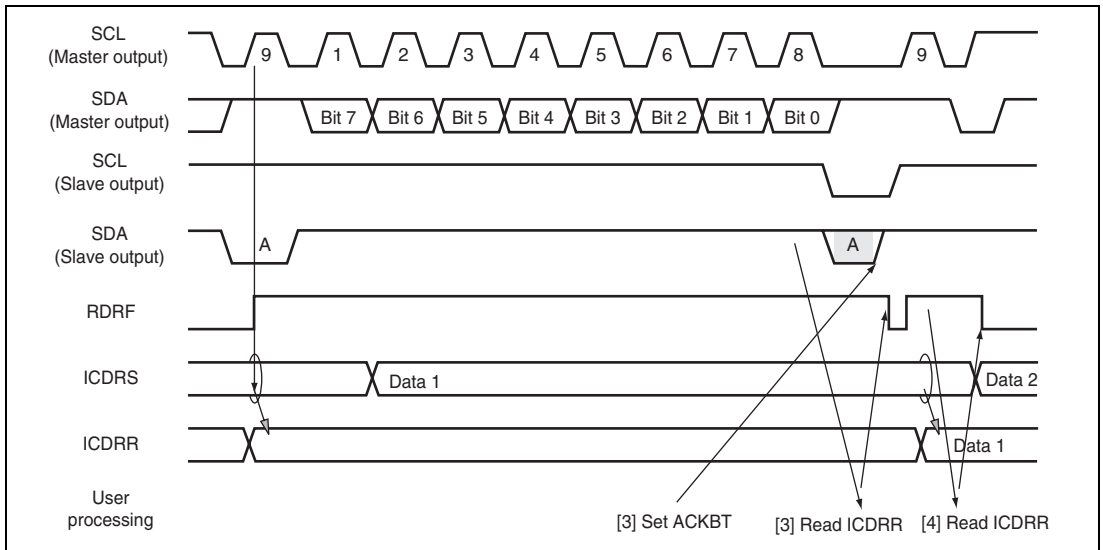 SCL
(Master output)
9 1 2 3 4 5 6 7 8 9
SDA
(Master output)
Bit 7 Bit 6 Bit 5 Bit 4 Bit 3 Bit 2 Bit 1 Bit 0
SCL
(Slave output)
SDA
(Slave output)
A A
RDRF
ICDRS
Data 1 Data 2
ICDRR
Data 1
User
processing
[3] Set ACKBT [3] Read ICDRR [4] Read ICDRR